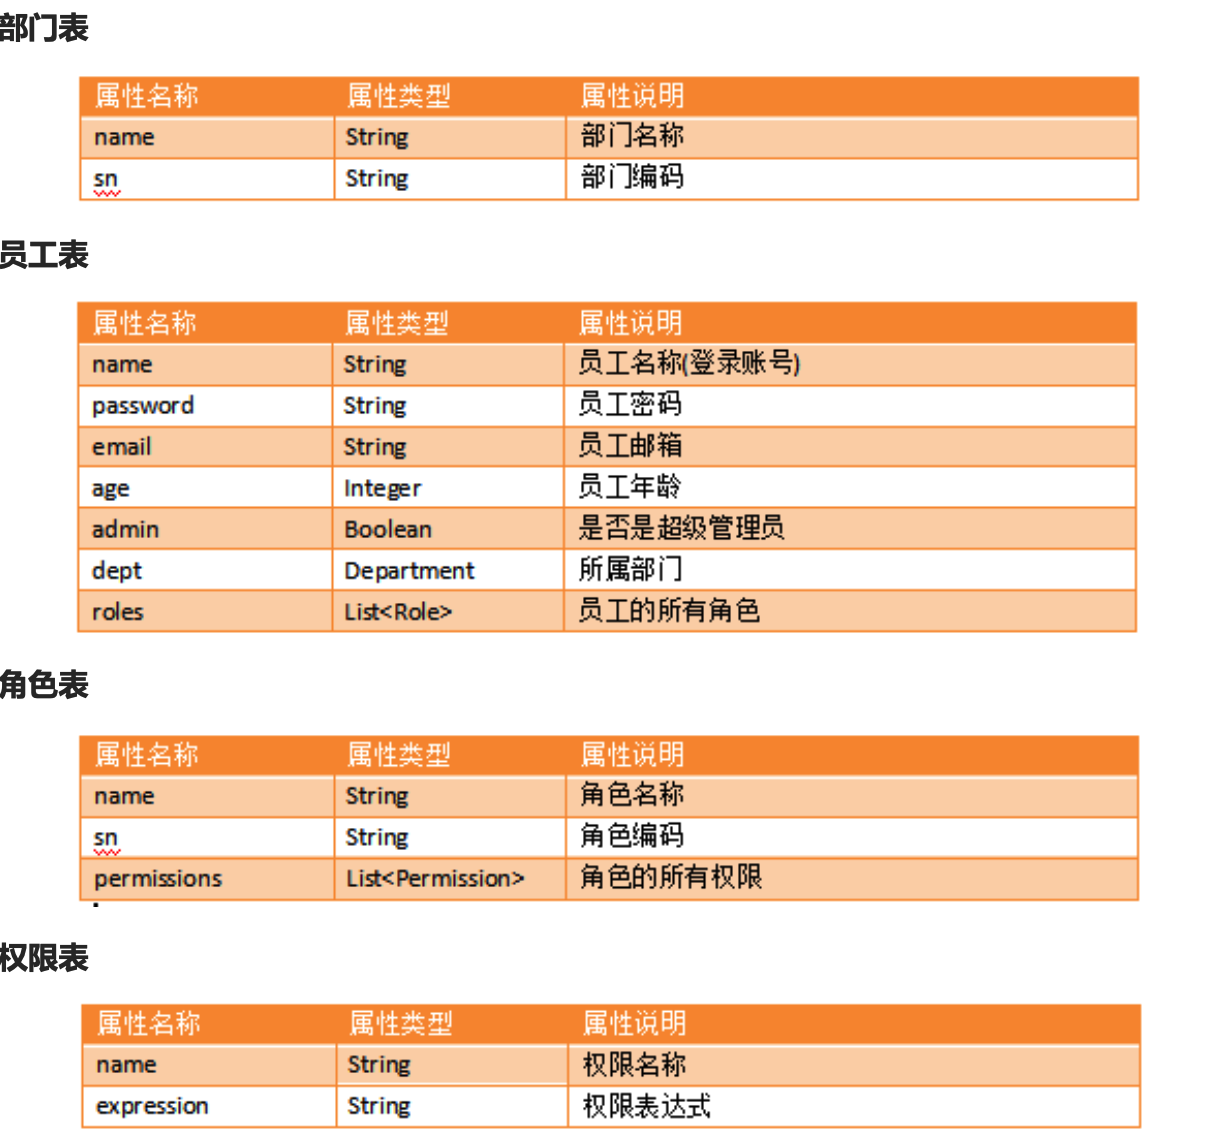 部门表
属性名称 属性类型 属性说明
name String 部门名称
sn String 部门编码
员工表
属性名称 属性类型 属性说明
name String 员工名称(登录账号)
password String 员工密码
email String 员工邮箱
age Integer 员工年龄
admin Boolean 是否是超级管理员
dept Department 所属部门
roles List<Role> 员工的所有角色
角色表
属性名称 属性类型 属性说明
name String 角色名称
sn String 角色编码
permissions List<Permission> 角色的所有权限
权限表
属性名称 属性类型 属性说明
name String 权限名称
expression String 权限表达式